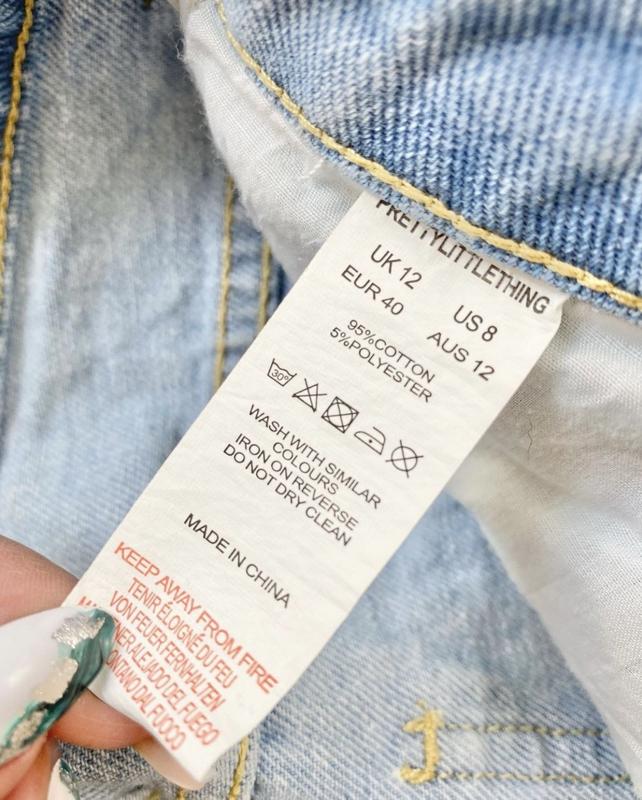 PRETTYLITTLETHING
UK 12 US 8
EUR 40 AUS 12
95%COTTON
5%POLYESTER
30°
WASH WITH SIMILAR
COLOURS
IRON ON REVERSE
DO NOT DRY CLEAN
MADE IN CHINA
KEEP AWAY FROM FIRE
TENIR ÉLOIGNÉ DU FEU
VON FEUER FERNHALTEN
DEL FUEGO
DAL FUOCO